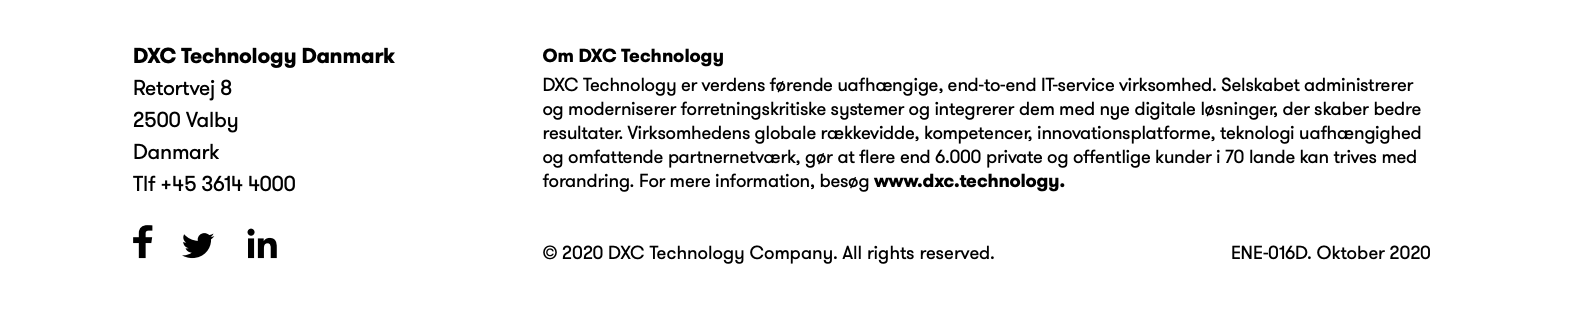 DXC Technology Danmark
Retortvej 8
2500 Valby
Danmark
Tlf +45 3614 4000
Om DXC Technology
DXC Technology er verdens førende uafhængige, end-to-end IT-service virksomhed. Selskabet administrerer
og moderniserer forretningskritiske systemer og integrerer dem med nye digitale løsninger, der skaber bedre
resultater. Virksomhedens globale rækkevidde, kompetencer, innovationsplatforme, teknologi uafhængighed
og omfattende partnernetværk, gør at flere end 6.000 private og offentlige kunder i 70 lande kan trives med
forandring. For mere information, besøg www.dxc.technology.
© 2020 DXC Technology Company. All rights reserved.
ENE-016D. Oktober 2020